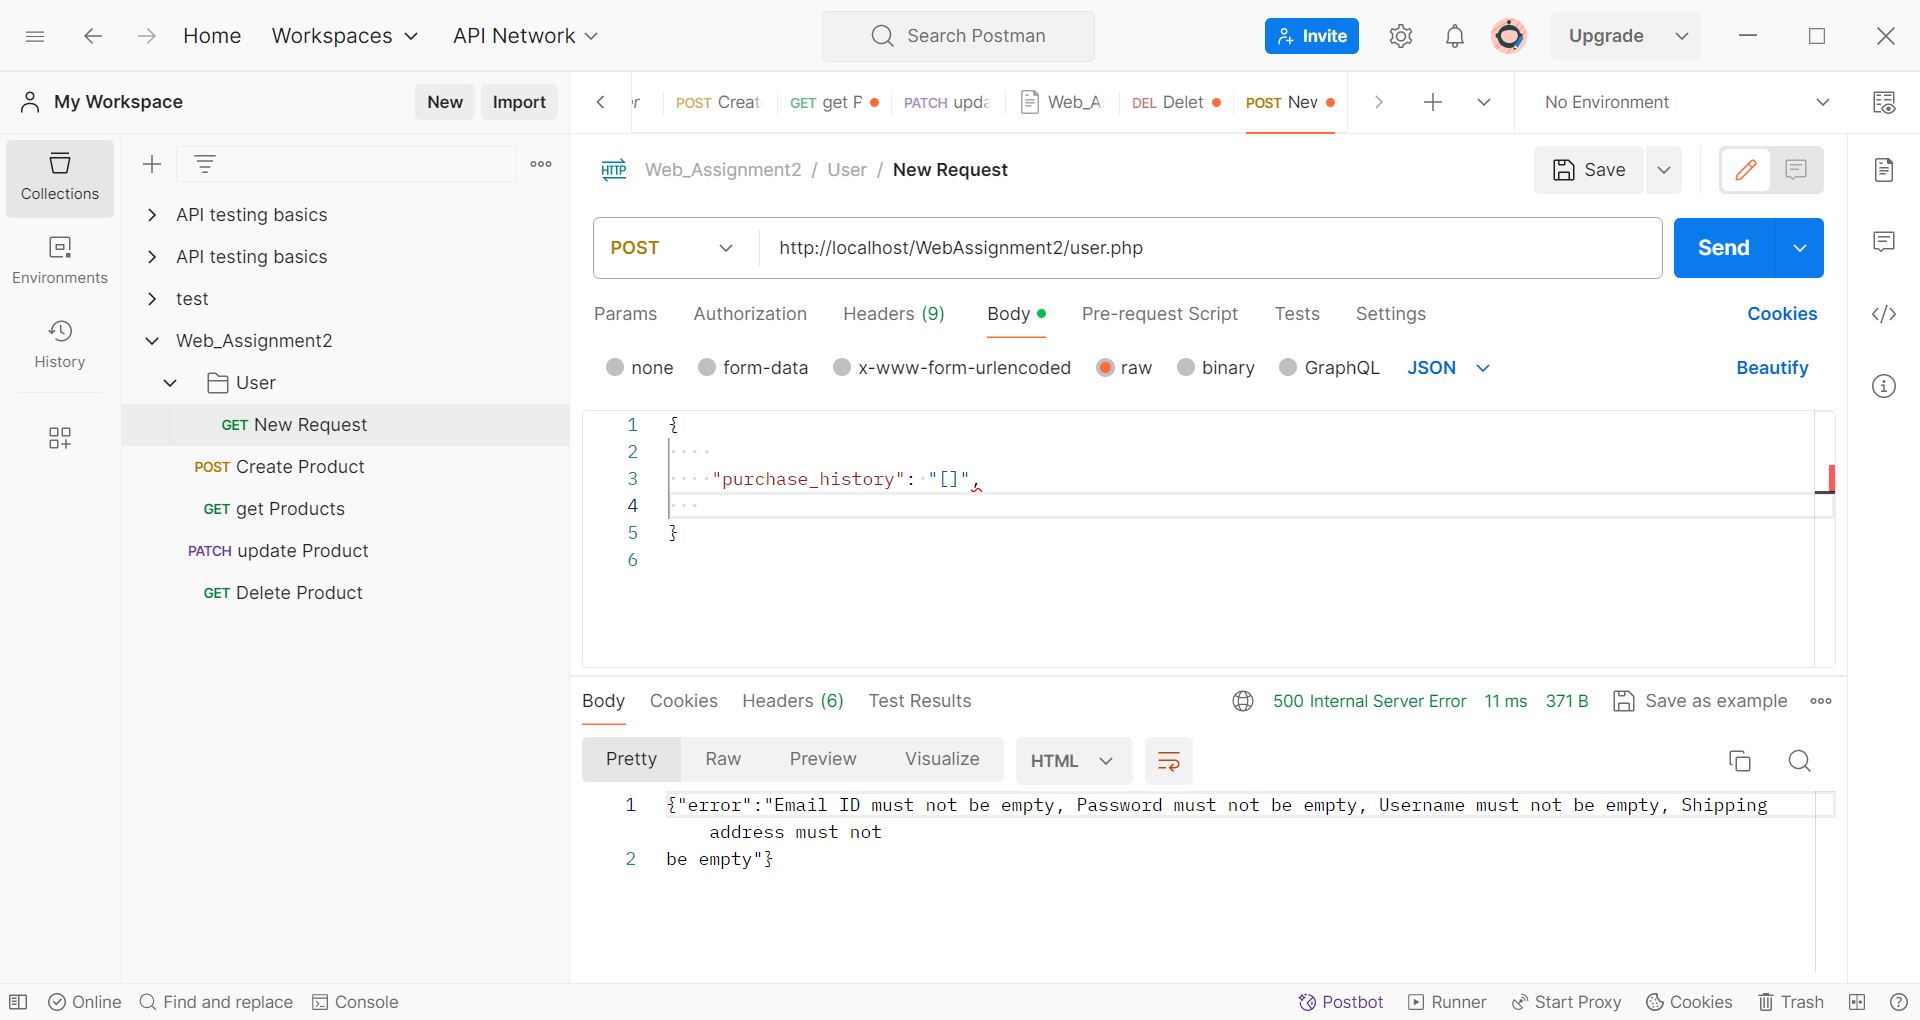 Home Workspaces API Network Search Postman Invite Upgrade
My Workspace New Import
POST Creat GET get P PATCH upda Web_A DEL Delet POST New No Environment
Collections
Environments
History
API testing basics
API testing basics
test
Web_Assignment2
User
GET New Request
POST Create Product
GET get Products
PATCH update Product
GET Delete Product
HTTP Web_Assignment2 / User / New Request Save
POST http://localhost/WebAssignment2/user.php Send
Params Authorization Headers (9) Body Pre-request Script Tests Settings Cookies
none form-data x-www-form-urlencoded raw binary GraphQL JSON Beautify
1 {
2
3 "purchase_history": "[]",
4
5 }
6
Body Cookies Headers (6) Test Results 500 Internal Server Error 11 ms 371 B Save as example
Pretty Raw Preview Visualize HTML
1 {"error":"Email ID must not be empty, Password must not be empty, Username must not be empty, Shipping
address must not
2 be empty"}
Online Find and replace Console Postbot Runner Start Proxy Cookies Trash